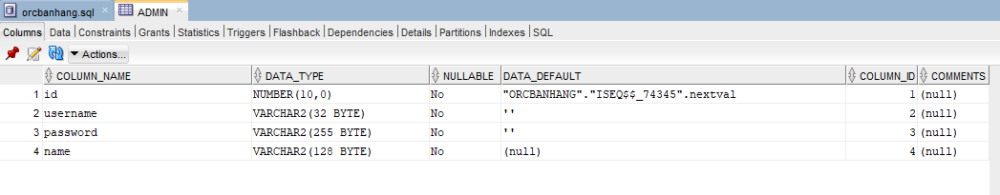 orcbanhang.sql ADMIN
Columns Data Constraints Grants Statistics Triggers Flashback Dependencies Details Partitions Indexes SQL
Actions...
COLUMN_NAME DATA_TYPE NULLABLE DATA_DEFAULT COLUMN_ID COMMENTS
1 id NUMBER(10,0) No "ORCBANHANG"."ISEQ$$_74345".nextval 1 (null)
2 username VARCHAR2(32 BYTE) No '' 2 (null)
3 password VARCHAR2(255 BYTE) No '' 3 (null)
4 name VARCHAR2(128 BYTE) No (null) 4 (null)